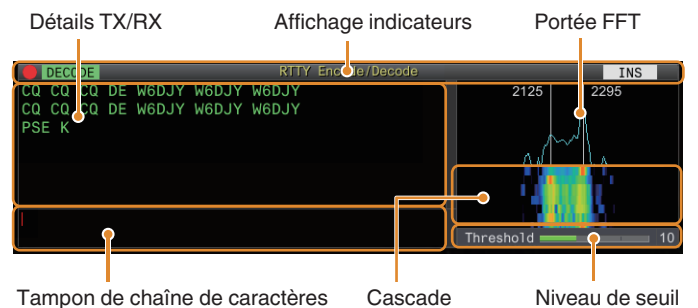 Détails TX/RX
Affichage indicateurs
Portée FFT
DECODE
RTTY Encode/Decode
INS
CQ CQ CQ DE W6DJY W6DJY W6DJY
CQ CQ CQ DE W6DJY W6DJY W6DJY
PSE K
2125
2295
Threshold
10
Tampon de chaîne de caractères
Cascade
Niveau de seuil